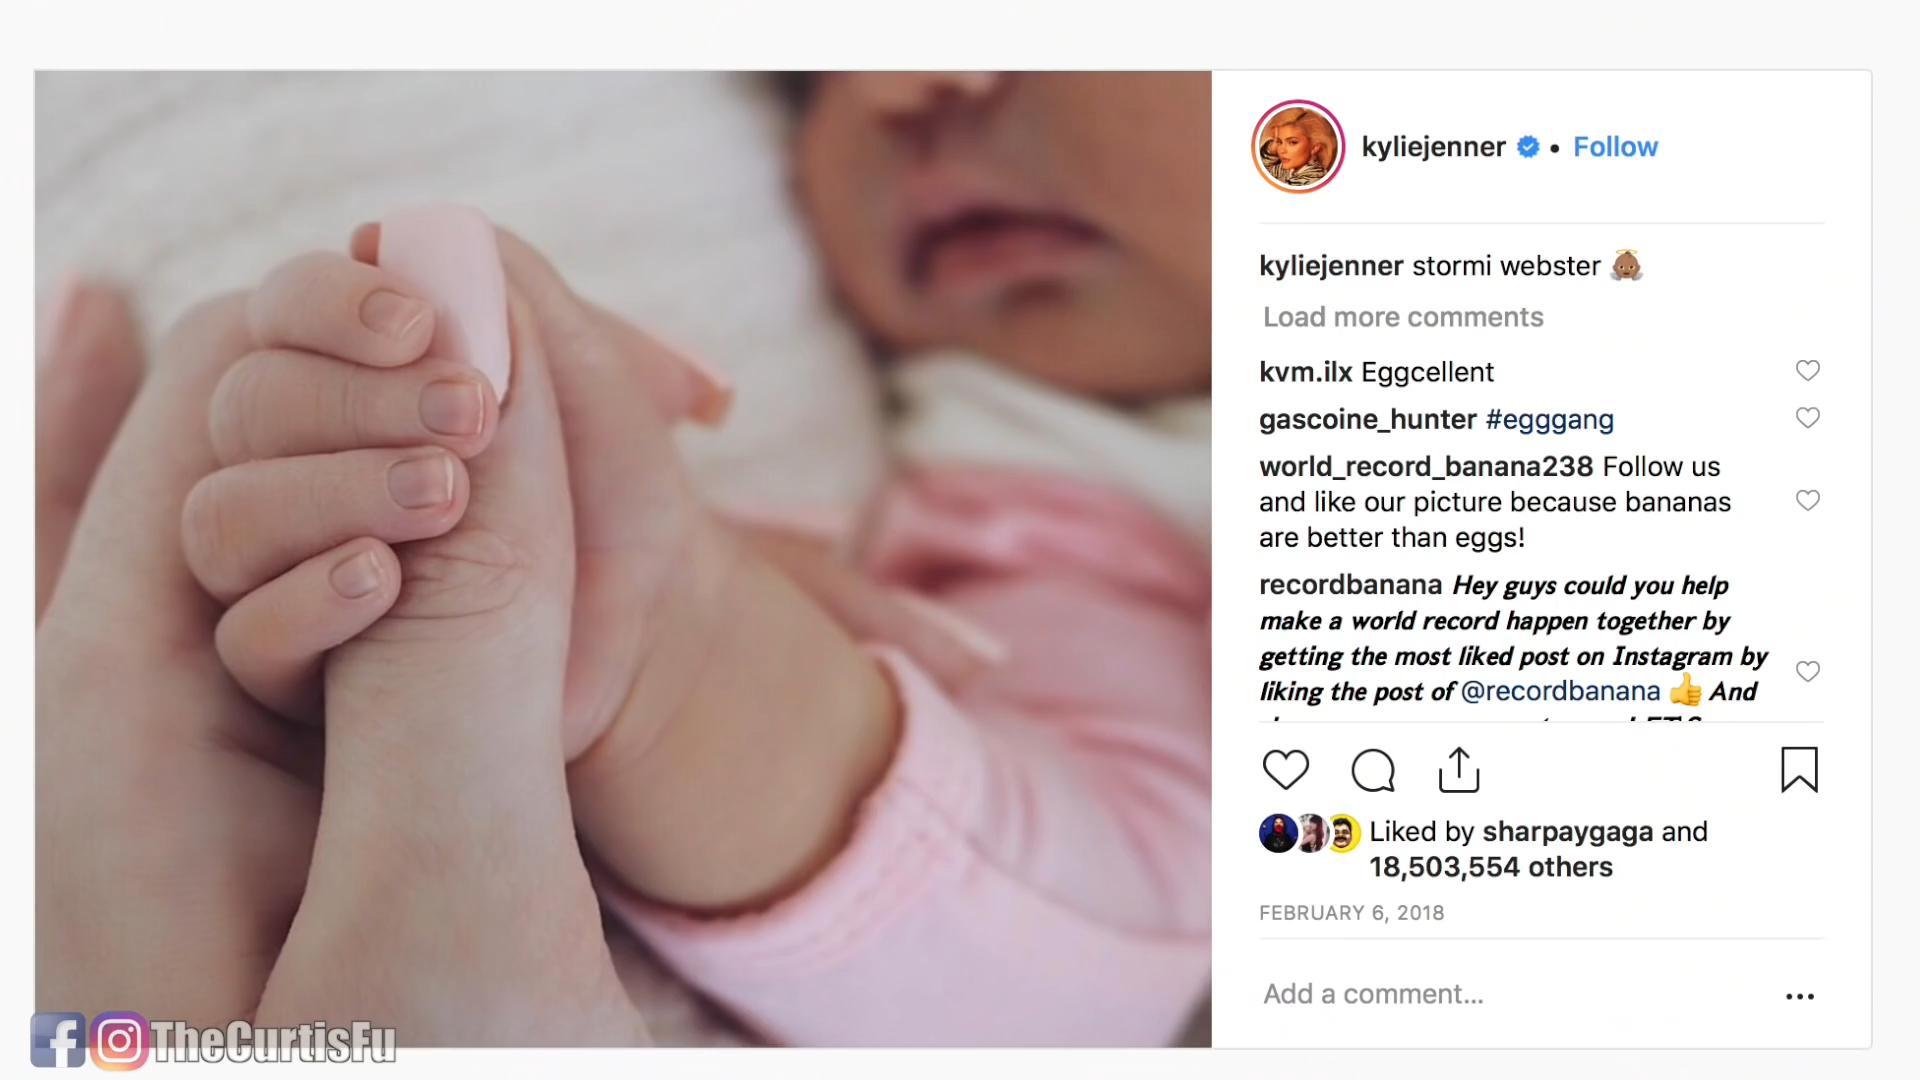 kyliejenner • Follow
kyliejenner stormi webster
Load more comments
kvm.ilx Eggcellent
gascoine_hunter #egggang
world_record_banana238 Follow us
and like our picture because bananas
are better than eggs!
recordbanana Hey guys could you help
make a world record happen together by
getting the most liked post on Instagram by
liking the post of @recordbanana 👍 And
Liked by sharpaygaga and
18,503,554 others
FEBRUARY 6, 2018
Add a comment...
TheCurtisFu